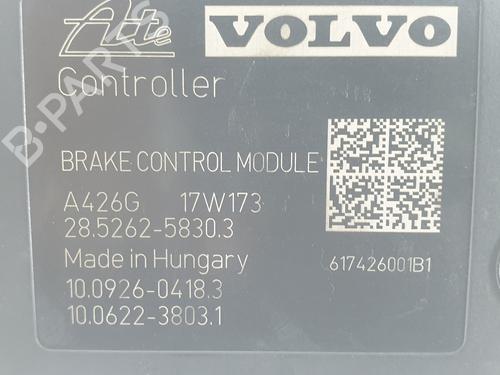 Ate VOLVO
Controller
BRAKE CONTROL MODULE
A426G 17W173
28.5262-5830.3
Made in Hungary 617426001B1
10.0926-0418.3
10.0622-3803.1
B-PARTS